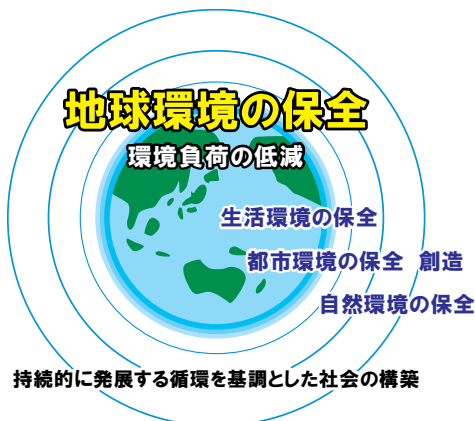 地球環境の保全
環境負荷の低減
生活環境の保全
都市環境の保全 創造
自然環境の保全
持続的に発展する循環を基調とした社会の構築